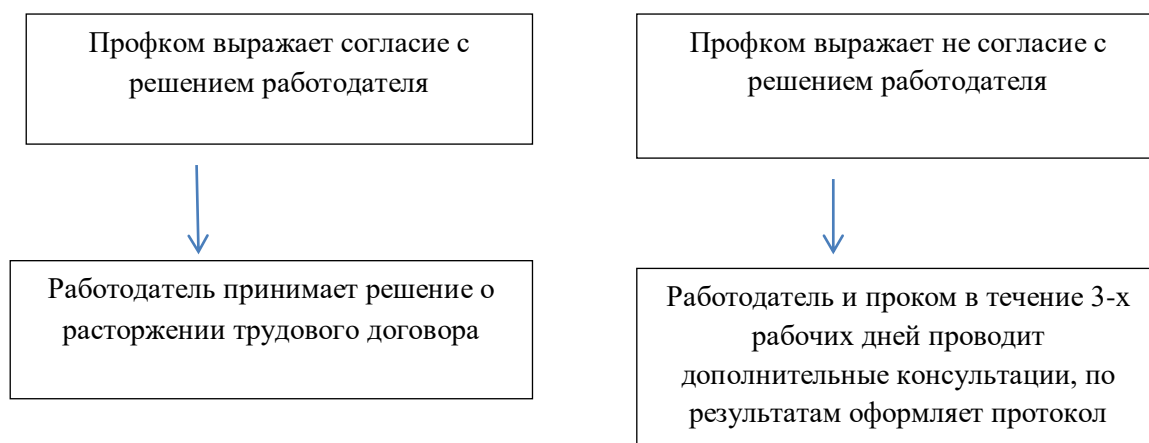 Профком выражает согласие с
решением работодателя
Профком выражает не согласие с
решением работодателя
Работодатель принимает решение о
расторжении трудового договора
Работодатель и проком в течение 3-х
рабочих дней проводит
дополнительные консультации, по
результатам оформляет протокол